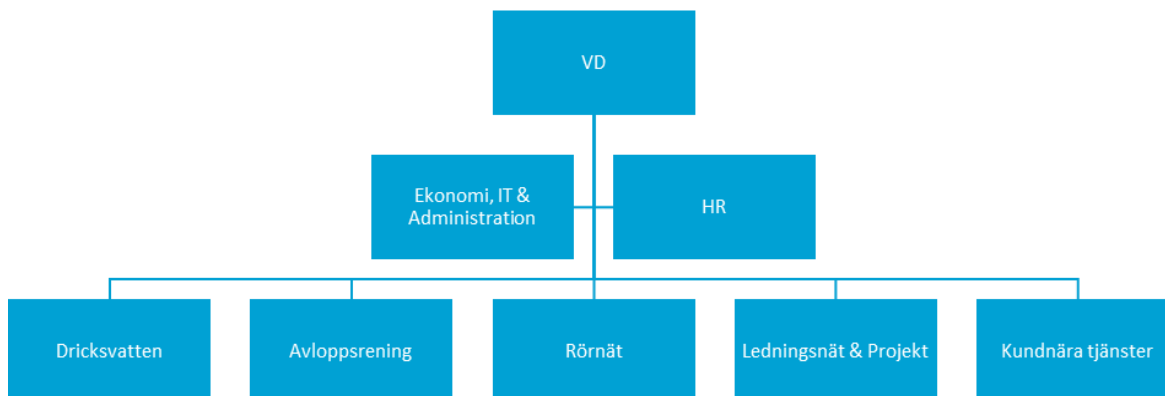 VD
Ekonomi, IT &
Administration
HR
Dricksvatten
Avloppsrening
Rörnät
Ledningsnät & Projekt
Kundnära tjänster